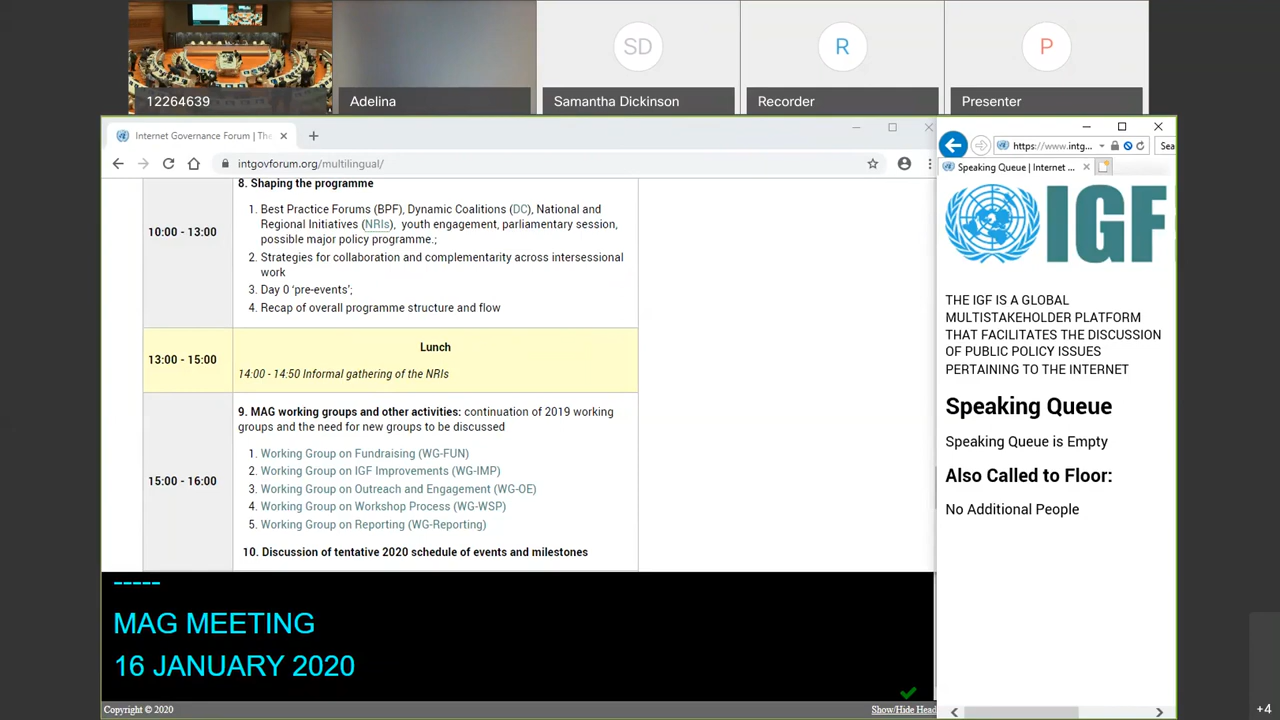 12264639
Adelina
SD
Samantha Dickinson
R
Recorder
P
Presenter
Internet Governance Forum | The
intgovforum.org/multilingual/
10:00 - 13:00
8. Shaping the programme
1. Best Practice Forums (BPF), Dynamic Coalitions (DC), National and
Regional Initiatives (NRIs), youth engagement, parliamentary session,
possible major policy programme.;
2. Strategies for collaboration and complementarity across intersessional
work
3. Day 0 ‘pre-events’;
4. Recap of overall programme structure and flow
13:00 - 15:00
Lunch
14:00 - 14:50 Informal gathering of the NRIs
15:00 - 16:00
9. MAG working groups and other activities: continuation of 2019 working
groups and the need for new groups to be discussed
1. Working Group on Fundraising (WG-FUN)
2. Working Group on IGF Improvements (WG-IMP)
3. Working Group on Outreach and Engagement (WG-OE)
4. Working Group on Workshop Process (WG-WSP)
5. Working Group on Reporting (WG-Reporting)
10. Discussion of tentative 2020 schedule of events and milestones
-----
MAG MEETING
16 JANUARY 2020
Copyright © 2020
Show/Hide Head
https://www.intg...
Sea
Speaking Queue | Internet ...
IGF
THE IGF IS A GLOBAL
MULTISTAKEHOLDER PLATFORM
THAT FACILITATES THE DISCUSSION
OF PUBLIC POLICY ISSUES
PERTAINING TO THE INTERNET
Speaking Queue
Speaking Queue is Empty
Also Called to Floor:
No Additional People
+4